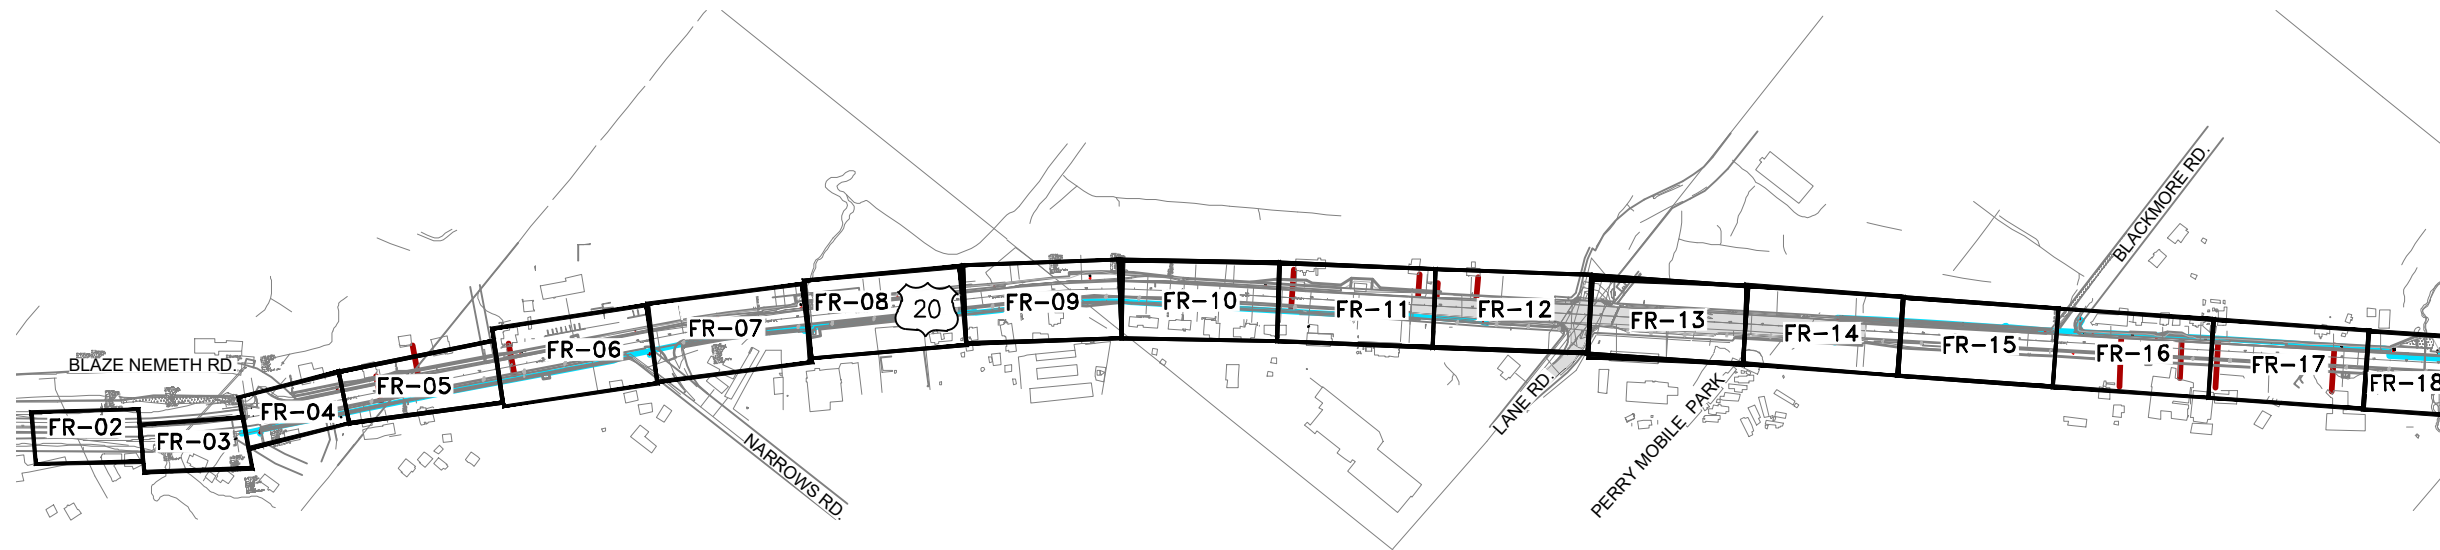 BLAZE NEMETH RD.
FR-02
FR-03
FR-04
FR-05
FR-06
FR-07
NARROWS RD.
FR-08
20
FR-09
FR-10
FR-11
FR-12
LANE RD.
FR-13
PERRY MOBILE PARK
FR-14
FR-15
BLACKMORE RD.
FR-16
FR-17
FR-18